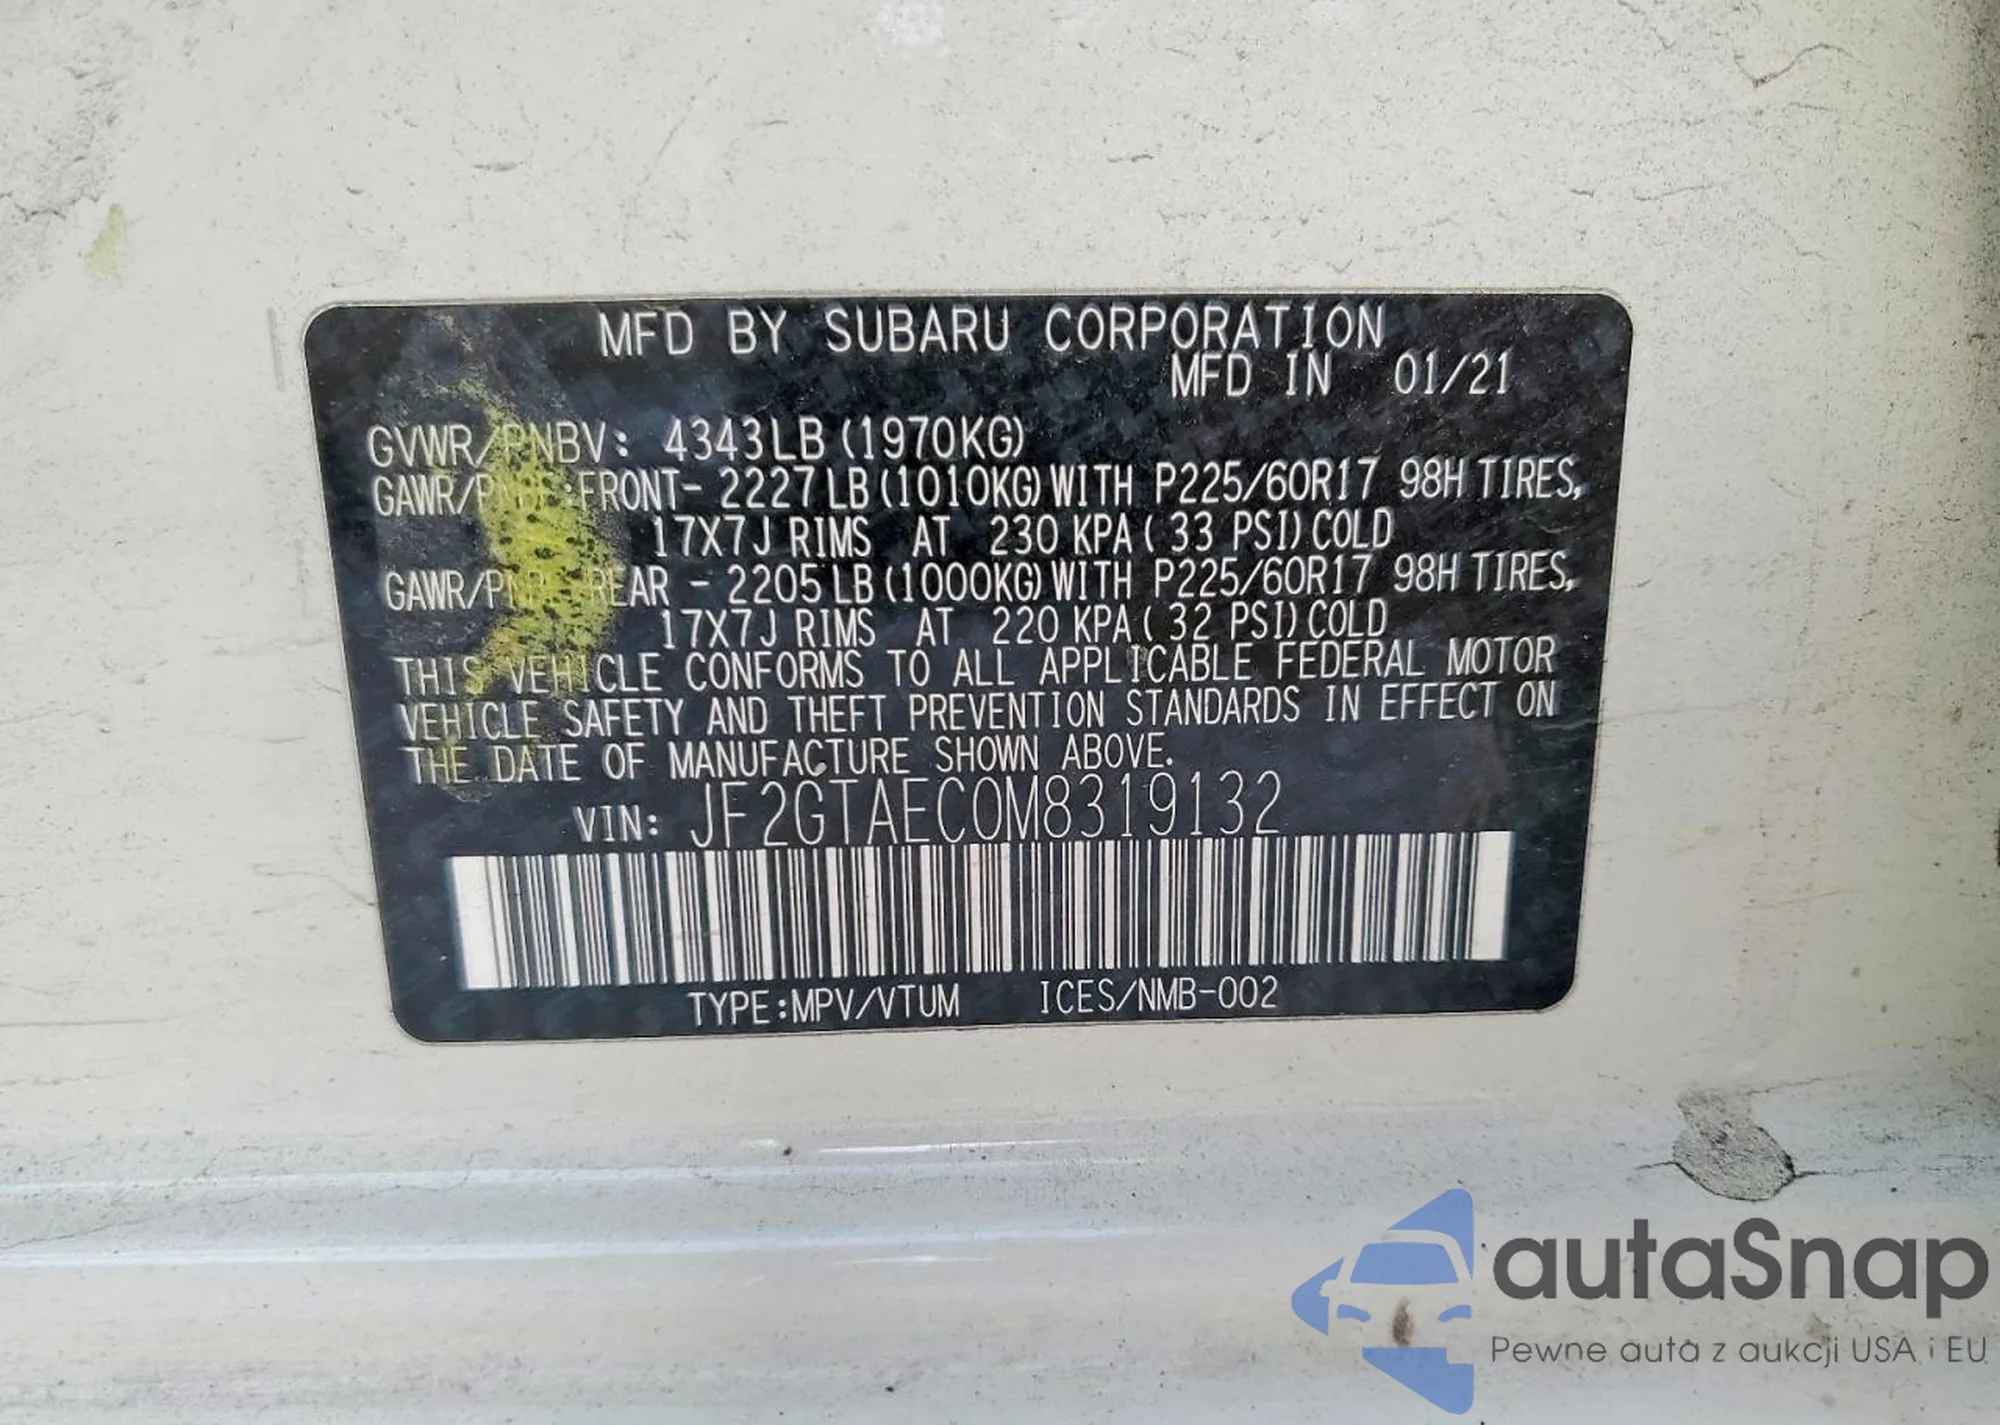 MFD BY SUBARU CORPORATION
MFD IN 01/21
GVWR/PNBV: 4343LB (1970KG)
GAWR/PNBE:FRONT- 2227LB (1010KG) WITH P225/60R17 98H TIRES,
17X7J RIMS AT 230 KPA ( 33 PSI) COLD
REAR - 2205LB (1000KG) WITH P225/60R17 98H TIRES,
17X7J RIMS AT 220 KPA ( 32 PSI) COLD
THIS VEHICLE CONFORMS TO ALL APPLICABLE FEDERAL MOTOR
VEHICLE SAFETY AND THEFT PREVENTION STANDARDS IN EFFECT ON
THE DATE OF MANUFACTURE SHOWN ABOVE.
VIN: JF2GTAEC0M8319132
TYPE:MPV/VTUM ICES/NMB-002
autaSnap
Pewne auta z aukcji USA i EU